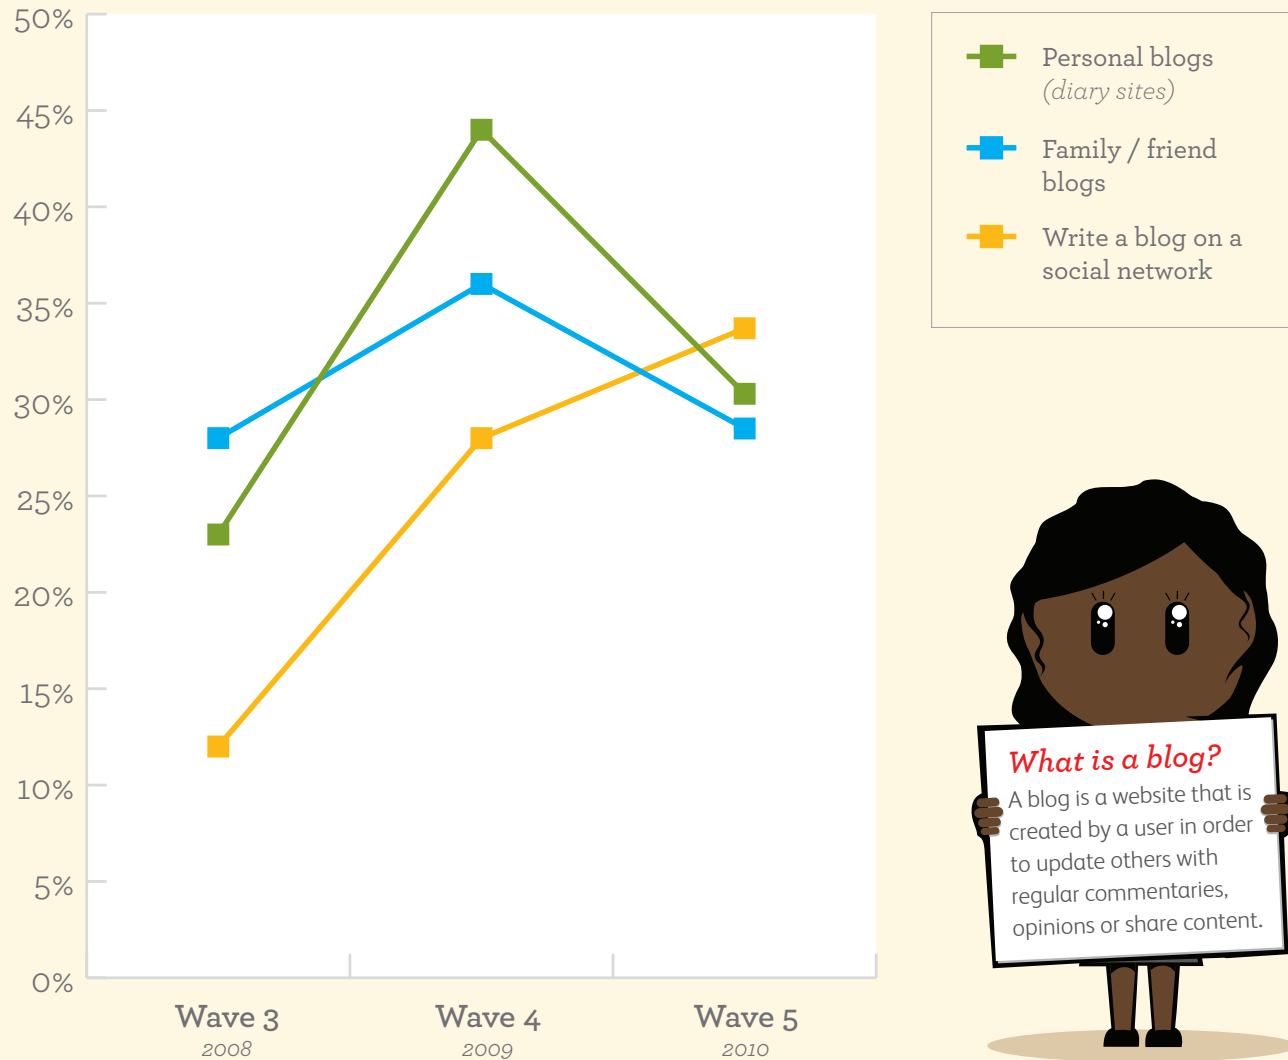 50%
45%
40%
35%
30%
25%
20%
15%
10%
5%
0%
Wave 3
2008
Wave 4
2009
Wave 5
2010
Personal blogs
(diary sites)
Family / friend
blogs
Write a blog on a
social network
What is a blog?
A blog is a website that is
created by a user in order
to update others with
regular commentaries,
opinions or share content.